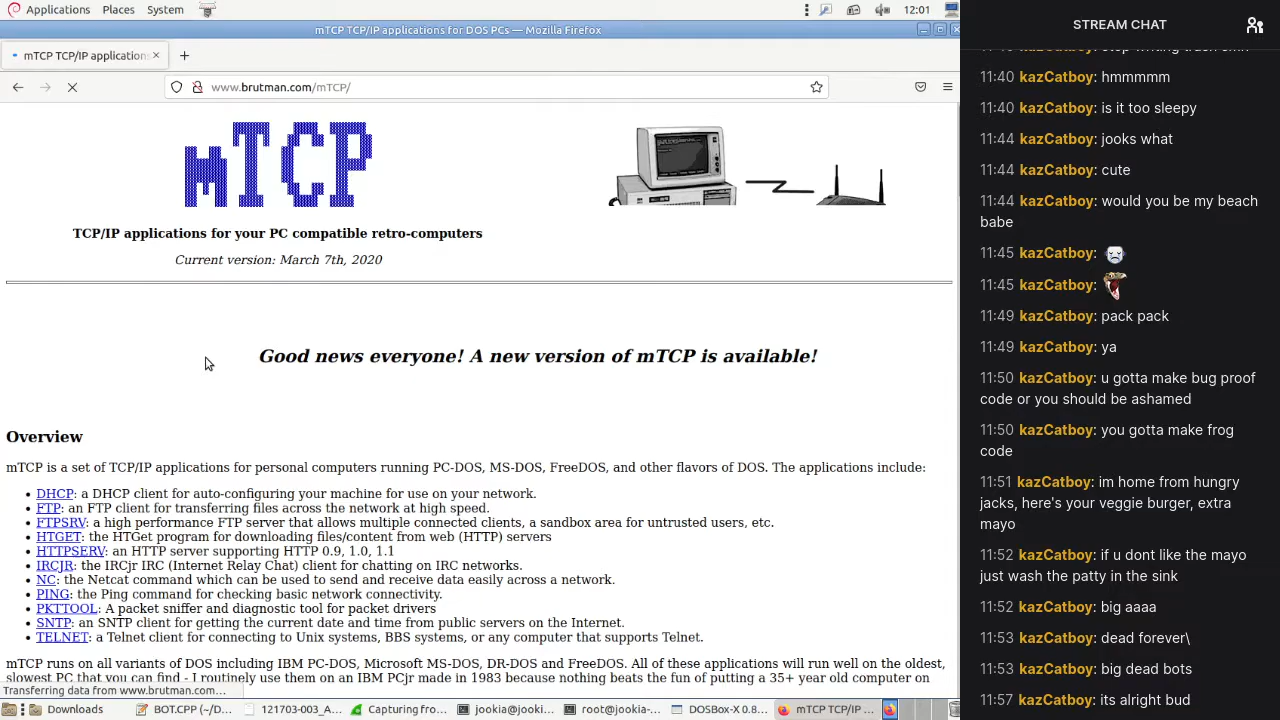 Applications Places System 12:01
mTCP TCP/IP applications for DOS PCs — Mozilla Firefox
mTCP TCP/IP applications
www.brutman.com/mTCP/
mTCP
TCP/IP applications for your PC compatible retro-computers
Current version: March 7th, 2020
Good news everyone! A new version of mTCP is available!
Overview
mTCP is a set of TCP/IP applications for personal computers running PC-DOS, MS-DOS, FreeDOS, and other flavors of DOS. The applications include:
• DHCP: a DHCP client for auto-configuring your machine for use on your network.
• FTP: an FTP client for transferring files across the network at high speed.
• FTPSRV: a high performance FTP server that allows multiple connected clients, a sandbox area for untrusted users, etc.
• HTGET: the HTGet program for downloading files/content from web (HTTP) servers
• HTTPSERV: an HTTP server supporting HTTP 0.9, 1.0, 1.1
• IRCJR: the IRCjr IRC (Internet Relay Chat) client for chatting on IRC networks.
• NC: the Netcat command which can be used to send and receive data easily across a network.
• PING: the Ping command for checking basic network connectivity.
• PKTTOOL: A packet sniffer and diagnostic tool for packet drivers
• SNTP: an SNTP client for getting the current date and time from public servers on the Internet.
• TELNET: a Telnet client for connecting to Unix systems, BBS systems, or any computer that supports Telnet.
mTCP runs on all variants of DOS including IBM PC-DOS, Microsoft MS-DOS, DR-DOS and FreeDOS. All of these applications will run well on the oldest,
slowest PC that you can find - I routinely use them on an IBM PCjr made in 1983 because nothing beats the fun of putting a 35+ year old computer on
Transferring data from www.brutman.com...
Downloads BOT.CPP (~/D... 121703-003_A... Capturing fro... jookia@jooki... root@jookia-... DOSBox-X 0.8... mTCP TCP/IP ...
STREAM CHAT
11:40 kazCatboy: hmmmmm
11:40 kazCatboy: is it too sleepy
11:44 kazCatboy: jooks what
11:44 kazCatboy: cute
11:44 kazCatboy: would you be my beach
babe
11:45 kazCatboy:
11:45 kazCatboy:
11:49 kazCatboy: pack pack
11:49 kazCatboy: ya
11:50 kazCatboy: u gotta make bug proof
code or you should be ashamed
11:50 kazCatboy: you gotta make frog
code
11:51 kazCatboy: im home from hungry
jacks, here's your veggie burger, extra
mayo
11:52 kazCatboy: if u dont like the mayo
just wash the patty in the sink
11:52 kazCatboy: big aaaa
11:53 kazCatboy: dead forever\
11:53 kazCatboy: big dead bots
11:57 kazCatboy: its alright bud